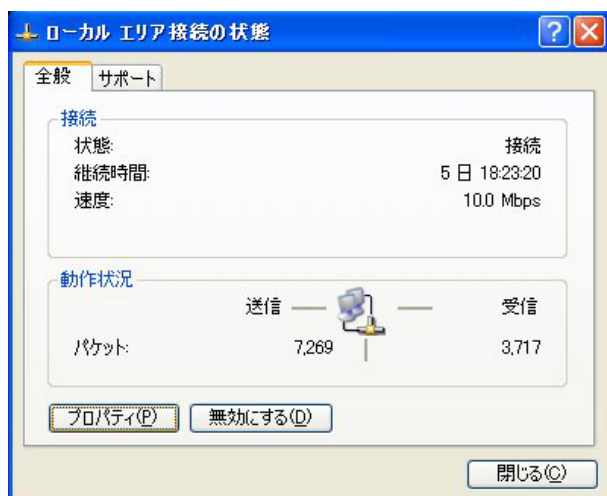 ローカル エリア接続の状態
全般 サポート
接続
状態: 接続
継続時間: 5 日 18:23:20
速度: 10.0 Mbps
動作状況
送信 受信
パケット: 7,269 3,717
プロパティ(P) 無効にする(D)
閉じる(C)